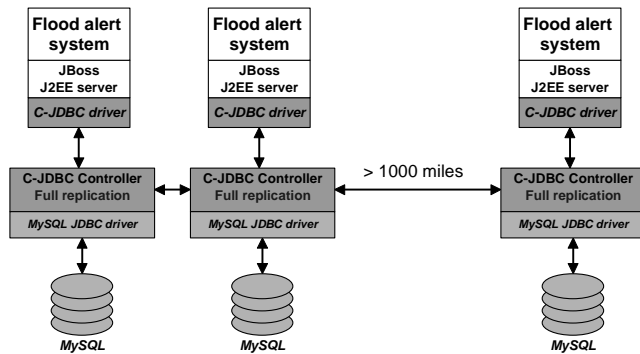 Flood alert
system
JBoss
J2EE server
C-JDBC driver
C-JDBC Controller
Full replication
MySQL JDBC driver
MySQL
Flood alert
system
JBoss
J2EE server
C-JDBC driver
C-JDBC Controller
Full replication
MySQL JDBC driver
MySQL
> 1000 miles
Flood alert
system
JBoss
J2EE server
C-JDBC driver
C-JDBC Controller
Full replication
MySQL JDBC driver
MySQL